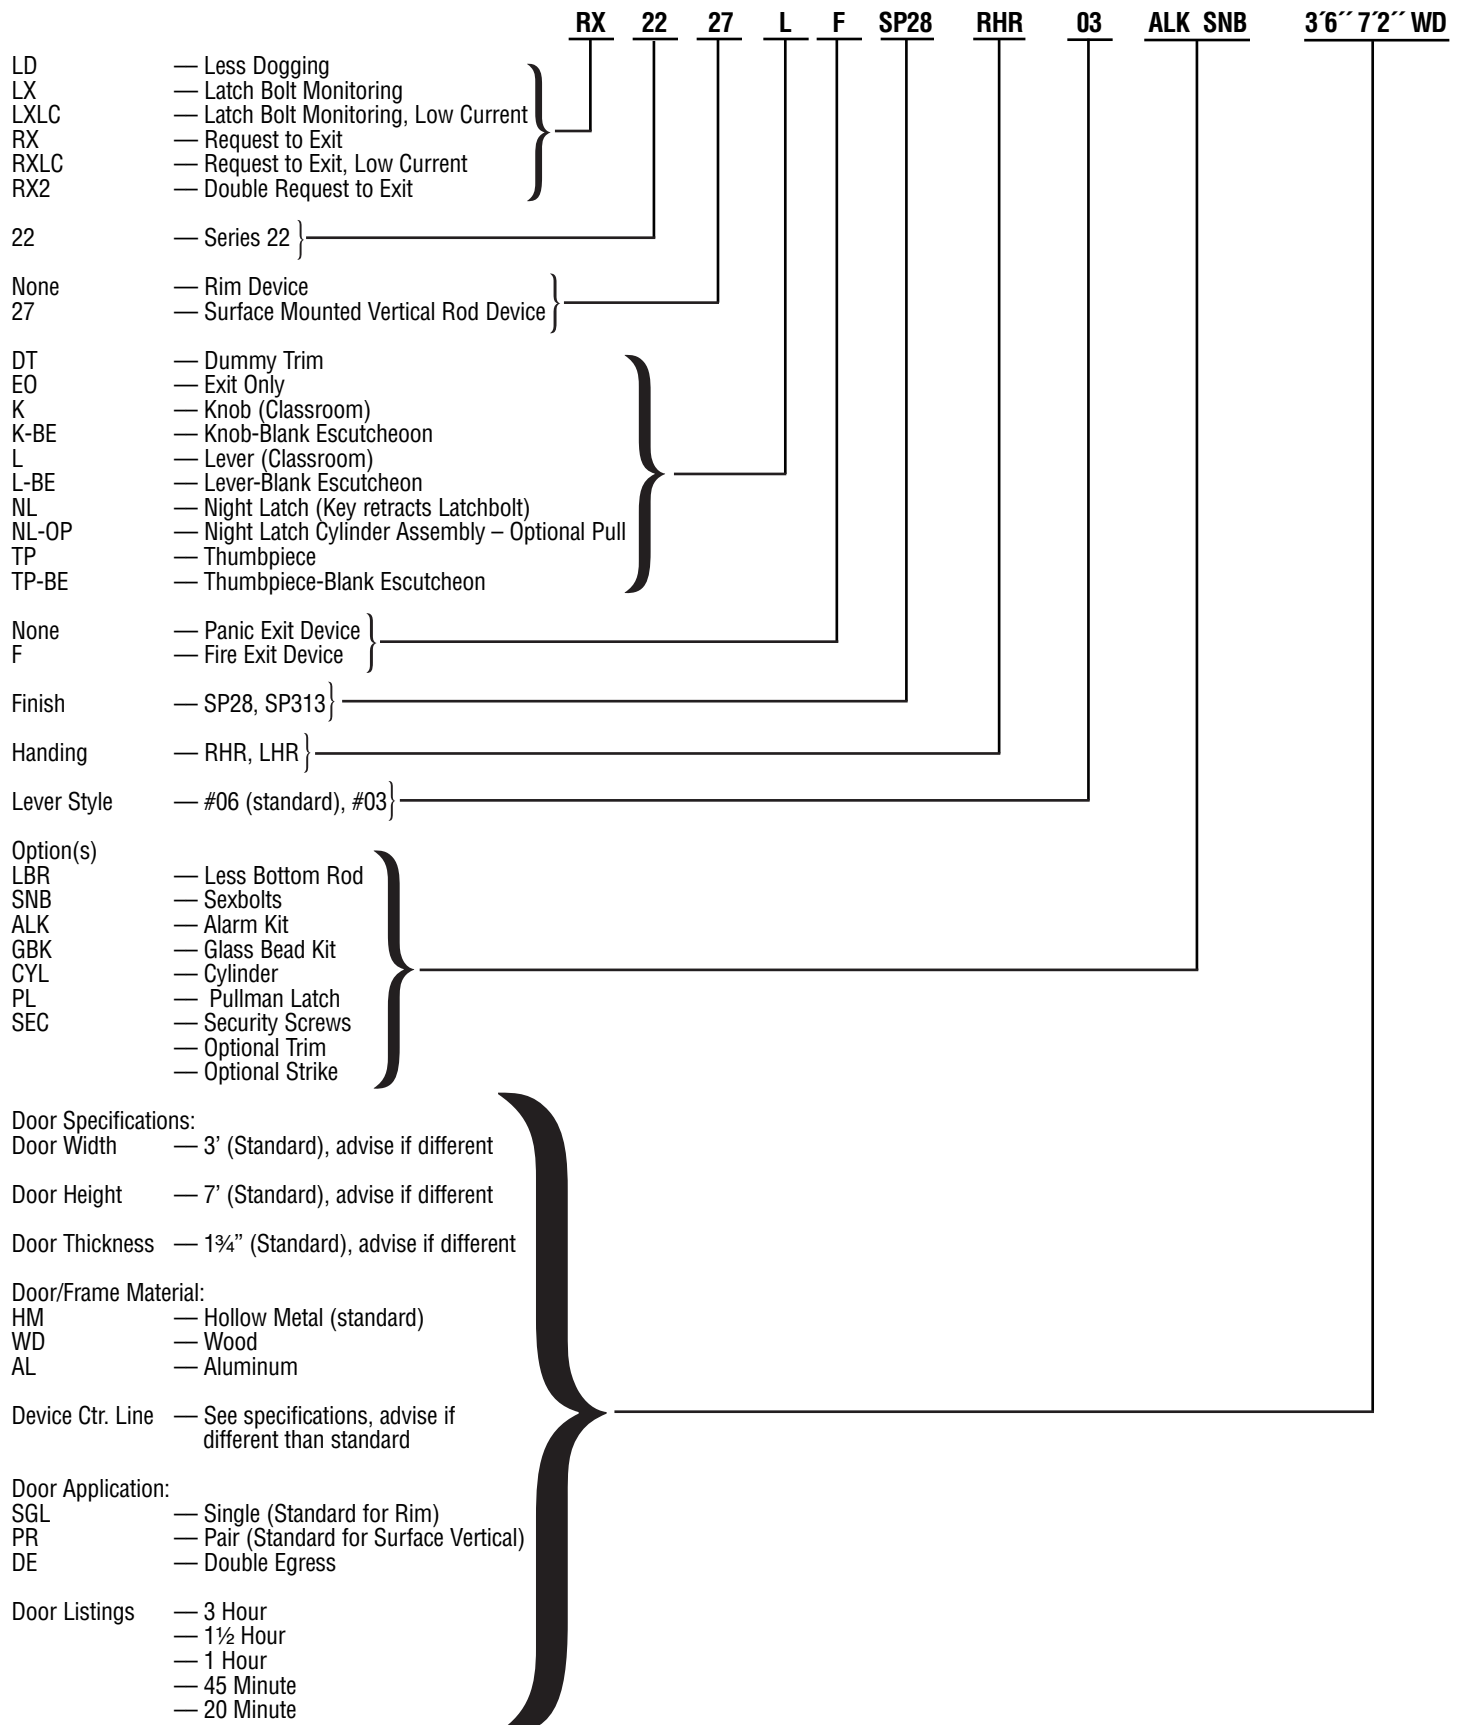 RX 22 27 L F SP28 RHR 03 ALK SNB 3´6´´ 7´2´´ WD
LD — Less Dogging
LX — Latch Bolt Monitoring
LXLC — Latch Bolt Monitoring, Low Current
RX — Request to Exit
RXLC — Request to Exit, Low Current
RX2 — Double Request to Exit
22 — Series 22
None — Rim Device
27 — Surface Mounted Vertical Rod Device
DT — Dummy Trim
EO — Exit Only
K — Knob (Classroom)
K-BE — Knob-Blank Escutcheoon
L — Lever (Classroom)
L-BE — Lever-Blank Escutcheon
NL — Night Latch (Key retracts Latchbolt)
NL-OP — Night Latch Cylinder Assembly – Optional Pull
TP — Thumbpiece
TP-BE — Thumbpiece-Blank Escutcheon
None — Panic Exit Device
F — Fire Exit Device
Finish — SP28, SP313
Handing — RHR, LHR
Lever Style — #06 (standard), #03
Option(s)
LBR — Less Bottom Rod
SNB — Sexbolts
ALK — Alarm Kit
GBK — Glass Bead Kit
CYL — Cylinder
PL — Pullman Latch
SEC — Security Screws
— Optional Trim
— Optional Strike
Door Specifications:
Door Width — 3’ (Standard), advise if different
Door Height — 7’ (Standard), advise if different
Door Thickness — 1¾” (Standard), advise if different
Door/Frame Material:
HM — Hollow Metal (standard)
WD — Wood
AL — Aluminum
Device Ctr. Line — See specifications, advise if
different than standard
Door Application:
SGL — Single (Standard for Rim)
PR — Pair (Standard for Surface Vertical)
DE — Double Egress
Door Listings — 3 Hour
— 1½ Hour
— 1 Hour
— 45 Minute
— 20 Minute